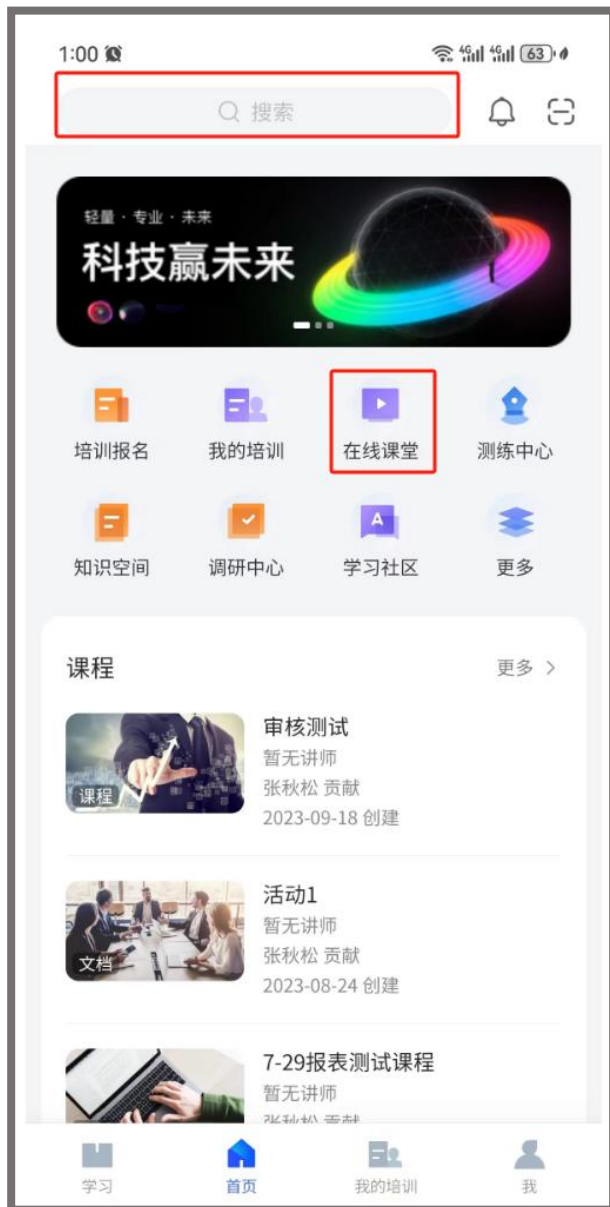 1:00
4G 4G 63
搜索
轻量 · 专业 · 未来
科技赢未来
培训报名 我的培训 在线课堂 测练中心
A
知识空间 调研中心 学习社区 更多
课程 更多
审核测试
暂无讲师
张秋松 贡献
课程
2023-09-18 创建
活动1
暂无讲师
张秋松 贡献
文档
2023-08-24 创建
7-29报表测试课程
暂无讲师
学习 首页 我的培训 我